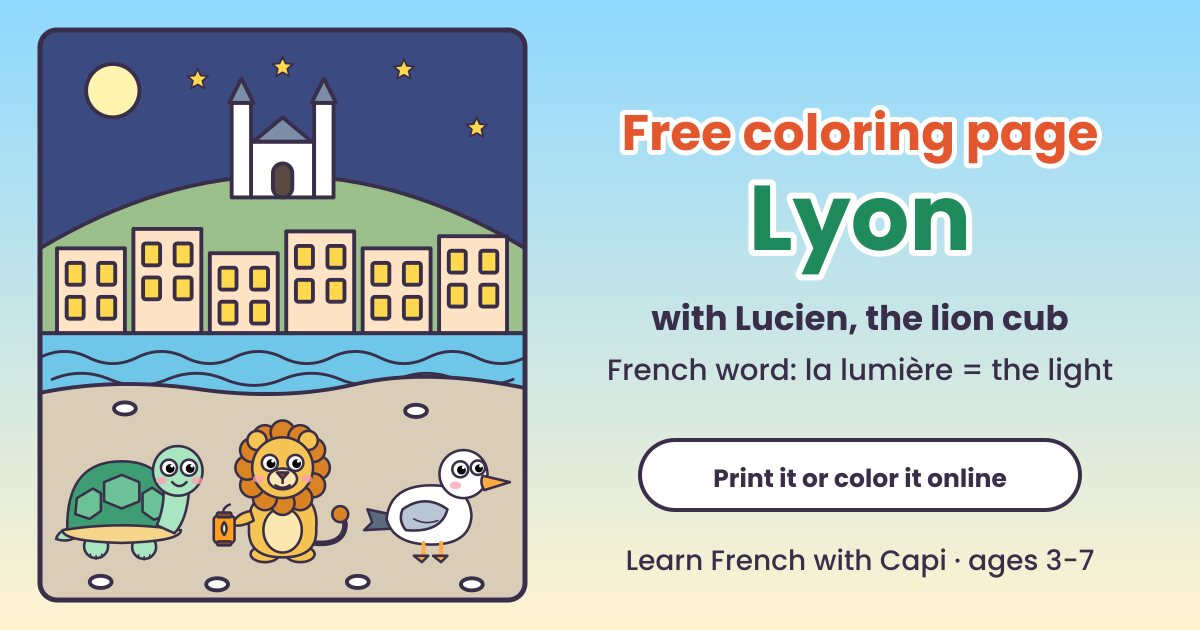 Free coloring page
Lyon
with Lucien, the lion cub
French word: la lumière = the light
Print it or color it online
Learn French with Capi · ages 3-7